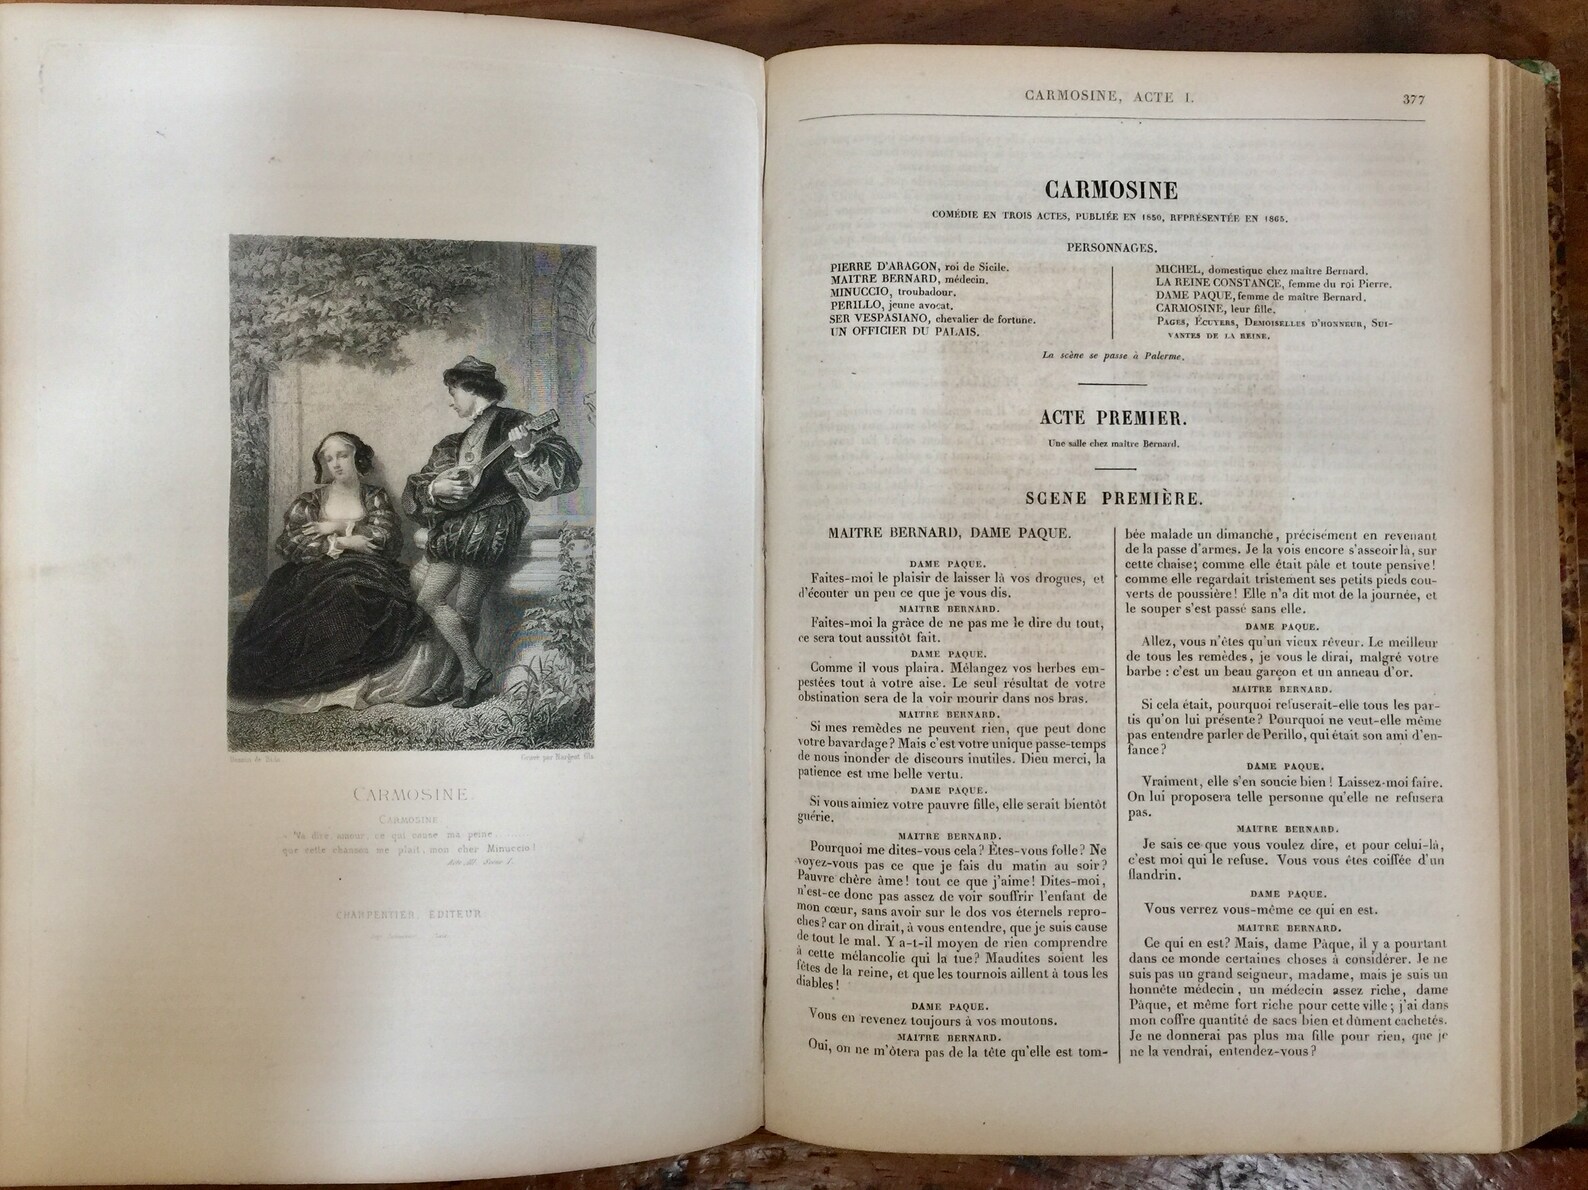 Dessin de Bida
Gravé par Nargeot fils
CARMOSINE.
CARMOSINE
"Va dire, amour, ce qui cause ma peine
que cette chanson me plait, mon cher Minuccio!
Acte III, Scène I.
CHARPENTIER, ÉDITEUR
CARMOSINE, ACTE I.
377
CARMOSINE
COMÉDIE EN TROIS ACTES, PUBLIÉE EN 1850, REPRÉSENTÉE EN 1865.
PERSONNAGES.
PIERRE D'ARAGON, roi de Sicile.
MAITRE BERNARD, médecin.
MINUCCIO, troubadour.
PERILLO, jeune avocat.
SER VESPASIANO, chevalier de fortune.
UN OFFICIER DU PALAIS.
MICHEL, domestique chez maître Bernard.
LA REINE CONSTANCE, femme du roi Pierre.
DAME PAQUE, femme de maître Bernard.
CARMOSINE, leur fille.
PAGES, ÉCUYERS, DEMOISELLES D'HONNEUR, SUI-
VANTES DE LA REINE.
La scène se passe à Palerme.
ACTE PREMIER.
Une salle chez maître Bernard.
SCENE PREMIÈRE.
MAITRE BERNARD, DAME PAQUE.
DAME PAQUE.
Faites-moi le plaisir de laisser là vos drogues, et
d'écouter un peu ce que je vous dis.
MAITRE BERNARD.
Faites-moi la grâce de ne pas me le dire du tout,
ce sera tout aussitôt fait.
DAME PAQUE.
Comme il vous plaira. Mélangez vos herbes em-
pestées tout à votre aise. Le seul résultat de votre
obstination sera de la voir mourir dans nos bras.
MAITRE BERNARD.
Si mes remèdes ne peuvent rien, que peut donc
votre bavardage? Mais c'est votre unique passe-temps
de nous inonder de discours inutiles. Dieu merci, la
patience est une belle vertu.
DAME PAQUE.
Si vous aimiez votre pauvre fille, elle serait bientôt
guérie.
MAITRE BERNARD.
Pourquoi me dites-vous cela? Êtes-vous folle? Ne
voyez-vous pas ce que je fais du matin au soir?
Pauvre chère âme! tout ce que j'aime! Dites-moi,
n'est-ce donc pas assez de voir souffrir l'enfant de
mon cœur, sans avoir sur le dos vos éternels repro-
ches? car on dirait, à vous entendre, que je suis cause
de tout le mal. Y a-t-il moyen de rien comprendre
à cette mélancolie qui la tue? Maudites soient les
fêtes de la reine, et que les tournois aillent à tous les
diables!
DAME PAQUE.
Vous en revenez toujours à vos moutons.
MAITRE BERNARD.
Oui, on ne m'ôtera pas de la tête qu'elle est tom-
bée malade un dimanche, précisément en revenant
de la passe d'armes. Je la vois encore s'asseoir là, sur
cette chaise; comme elle était pâle et toute pensive!
comme elle regardait tristement ses petits pieds cou-
verts de poussière! Elle n'a dit mot de la journée, et
le souper s'est passé sans elle.
DAME PAQUE.
Allez, vous n'êtes qu'un vieux rêveur. Le meilleur
de tous les remèdes, je vous le dirai, malgré votre
barbe : c'est un beau garçon et un anneau d'or.
MAITRE BERNARD.
Si cela était, pourquoi refuserait-elle tous les par-
tis qu'on lui présente? Pourquoi ne veut-elle même
pas entendre parler de Perillo, qui était son ami d'en-
fance?
DAME PAQUE.
Vraiment, elle s'en soucie bien! Laissez-moi faire.
On lui proposera telle personne qu'elle ne refusera
pas.
MAITRE BERNARD.
Je sais ce que vous voulez dire, et pour celui-là,
c'est moi qui le refuse. Vous vous êtes coiffée d'un
flandrin.
DAME PAQUE.
Vous verrez vous-même ce qui en est.
MAITRE BERNARD.
Ce qui en est? Mais, dame Pâque, il y a pourtant
dans ce monde certaines choses à considérer. Je ne
suis pas un grand seigneur, madame, mais je suis un
honnête médecin, un médecin assez riche, dame
Pâque, et même fort riche pour cette ville; j'ai dans
mon coffre quantité de sacs bien et dûment cachetés.
Je ne donnerai pas plus ma fille pour rien, que je
ne la vendrai, entendez-vous?